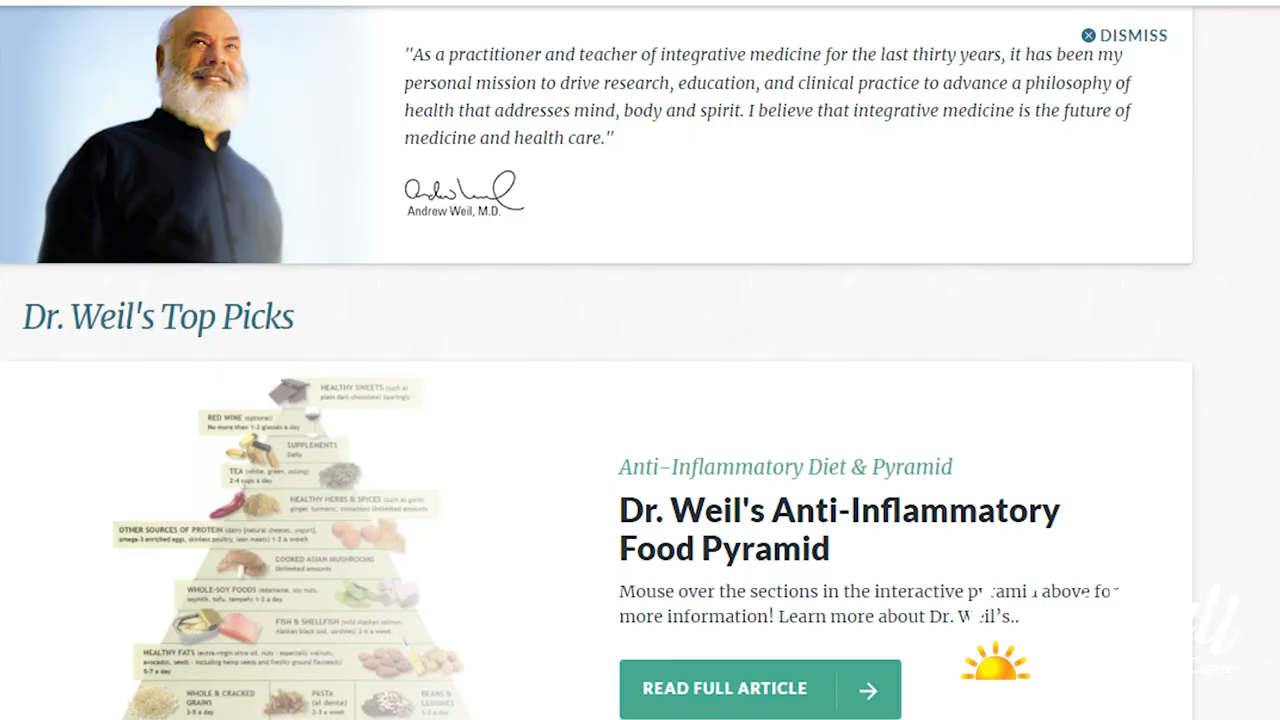 DISMISS
"As a practitioner and teacher of integrative medicine for the last thirty years, it has been my
personal mission to drive research, education, and clinical practice to advance a philosophy of
health that addresses mind, body and spirit. I believe that integrative medicine is the future of
medicine and health care."
Andrew Weil, M.D.
Dr. Weil's Top Picks
HEALTHY SWEETS (such as
plain dark chocolate) Sparingly
RED WINE (optional)
No more than 1-2 glasses a day
SUPPLEMENTS
Daily
TEA (white, green, oolong)
2-4 cups a day
HEALTHY HERBS & SPICES (such as garlic,
ginger, turmeric, cinnamon) Unlimited amounts
OTHER SOURCES OF PROTEIN (dairy [natural cheeses, yogurt],
omega-3 enriched eggs, skinless poultry, lean meats) 1-2 a week
COOKED ASIAN MUSHROOMS
Unlimited amounts
WHOLE-SOY FOODS (edamame, soy nuts,
soymilk, tofu, tempeh) 1-2 a day
FISH & SHELLFISH (wild Alaskan salmon,
Alaskan black cod, sardines) 2-6 a week
HEALTHY FATS (extra-virgin olive oil, nuts - especially walnuts,
avocados, seeds - including hemp seeds and freshly ground flaxseeds)
5-7 a day
WHOLE & CRACKED
GRAINS
3-5 a day
PASTA
(al dente)
2-3 a week
BEANS &
LEGUMES
1-2 a day
Anti-Inflammatory Diet & Pyramid
Dr. Weil's Anti-Inflammatory
Food Pyramid
Mouse over the sections in the interactive above for
more information! Learn more about Dr. Weil's..
READ FULL ARTICLE